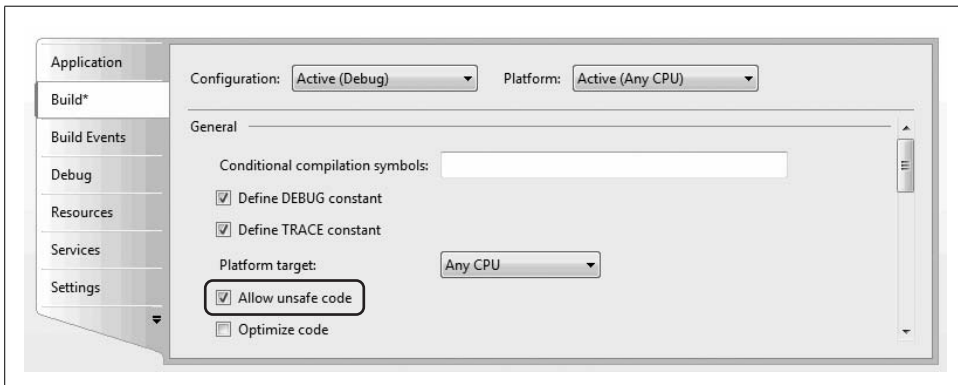 Application
Build*
Build Events
Debug
Resources
Services
Settings
Configuration: Active (Debug) Platform: Active (Any CPU)
General
Conditional compilation symbols:
Define DEBUG constant
Define TRACE constant
Platform target: Any CPU
Allow unsafe code
Optimize code